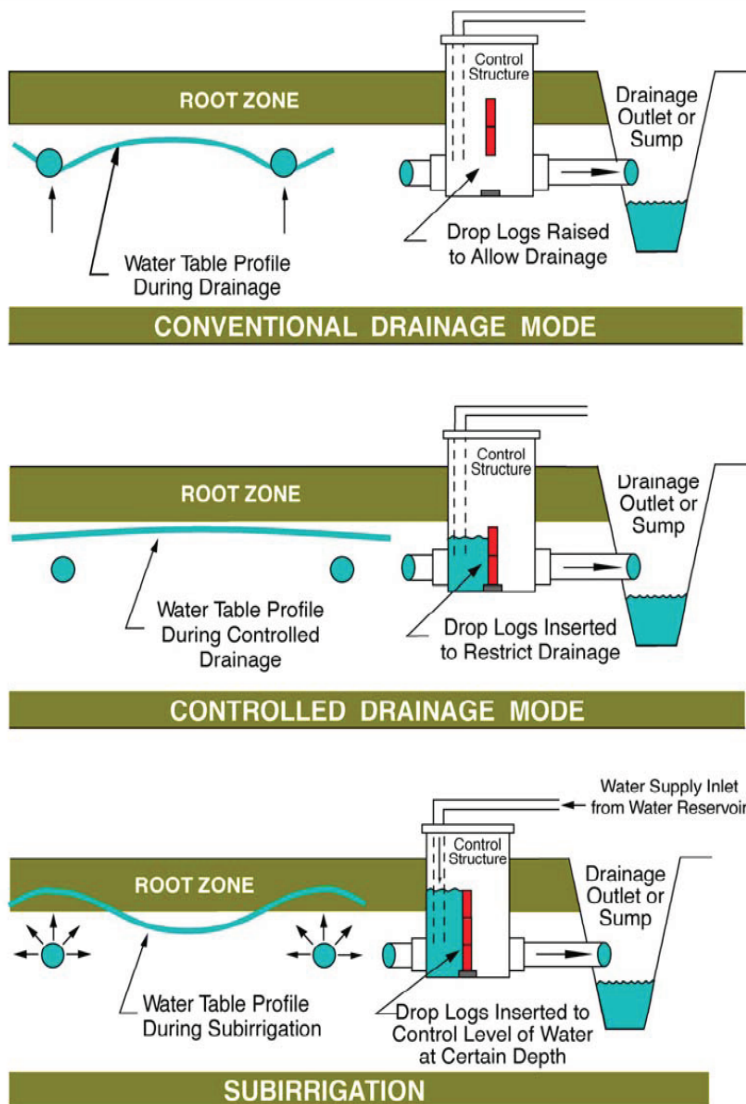 Control
Structure
ROOT ZONE
Drainage
Outlet or
Sump
Water Table Profile
During Drainage
Drop Logs Raised
to Allow Drainage
CONVENTIONAL DRAINAGE MODE
Control
Structure
ROOT ZONE
Drainage
Outlet or
Sump
Water Table Profile
During Controlled
Drainage
Drop Logs Inserted
to Restrict Drainage
CONTROLLED DRAINAGE MODE
Water Supply Inlet
from Water Reservoir
Control
Structure
ROOT ZONE
Drainage
Outlet or
Sump
Water Table Profile
During Subirrigation
Drop Logs Inserted to
Control Level of Water
at Certain Depth
SUBIRRIGATION